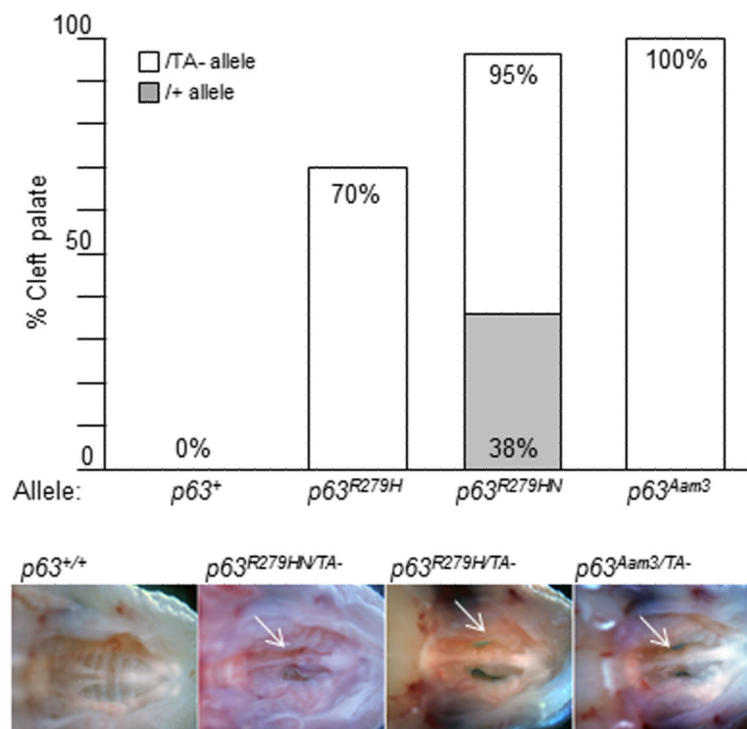 100
/TA- allele
/+ allele
95%
100%
70%
50
% Cleft palate
0
0%
38%
Allele:
p63+
p63R279H
p63R279HN
p63Aam3
p63+/+
p63R279HN/TA-
p63R279H/TA-
p63Aam3/TA-